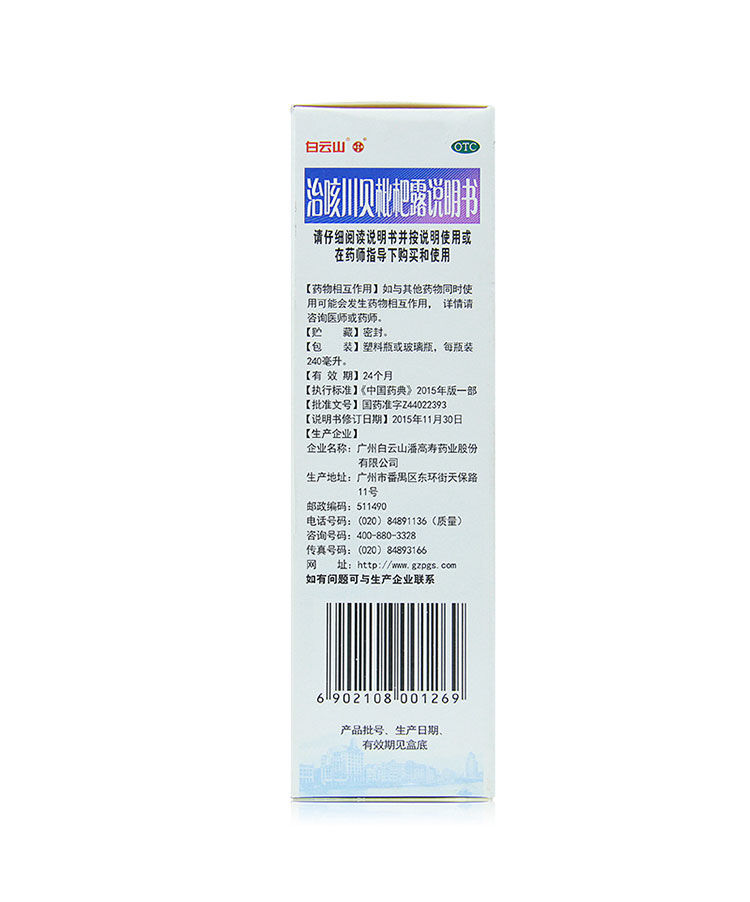 白云山® ®
OTC
治咳川贝枇杷露说明书
请仔细阅读说明书并按说明使用或
在药师指导下购买和使用
【药物相互作用】如与其他药物同时使
用可能会发生药物相互作用， 详情请
咨询医师或药师。
【贮　　藏】密封。
【包　　装】塑料瓶或玻璃瓶，每瓶装
240毫升。
【有 效 期】24个月
【执行标准】《中国药典》2015年版一部
【批准文号】国药准字Z44022393
【说明书修订日期】2015年11月30日
【生产企业】
企业名称：广州白云山潘高寿药业股份
有限公司
生产地址：广州市番禺区东环街天保路
11号
邮政编码：511490
电话号码：（020）84891136（质量）
咨询号码：400-880-3328
传真号码：（020）84893166
网　　址：http://www.gzpgs.com
如有问题可与生产企业联系
6 902108 001269
产品批号、生产日期、
有效期见盒底